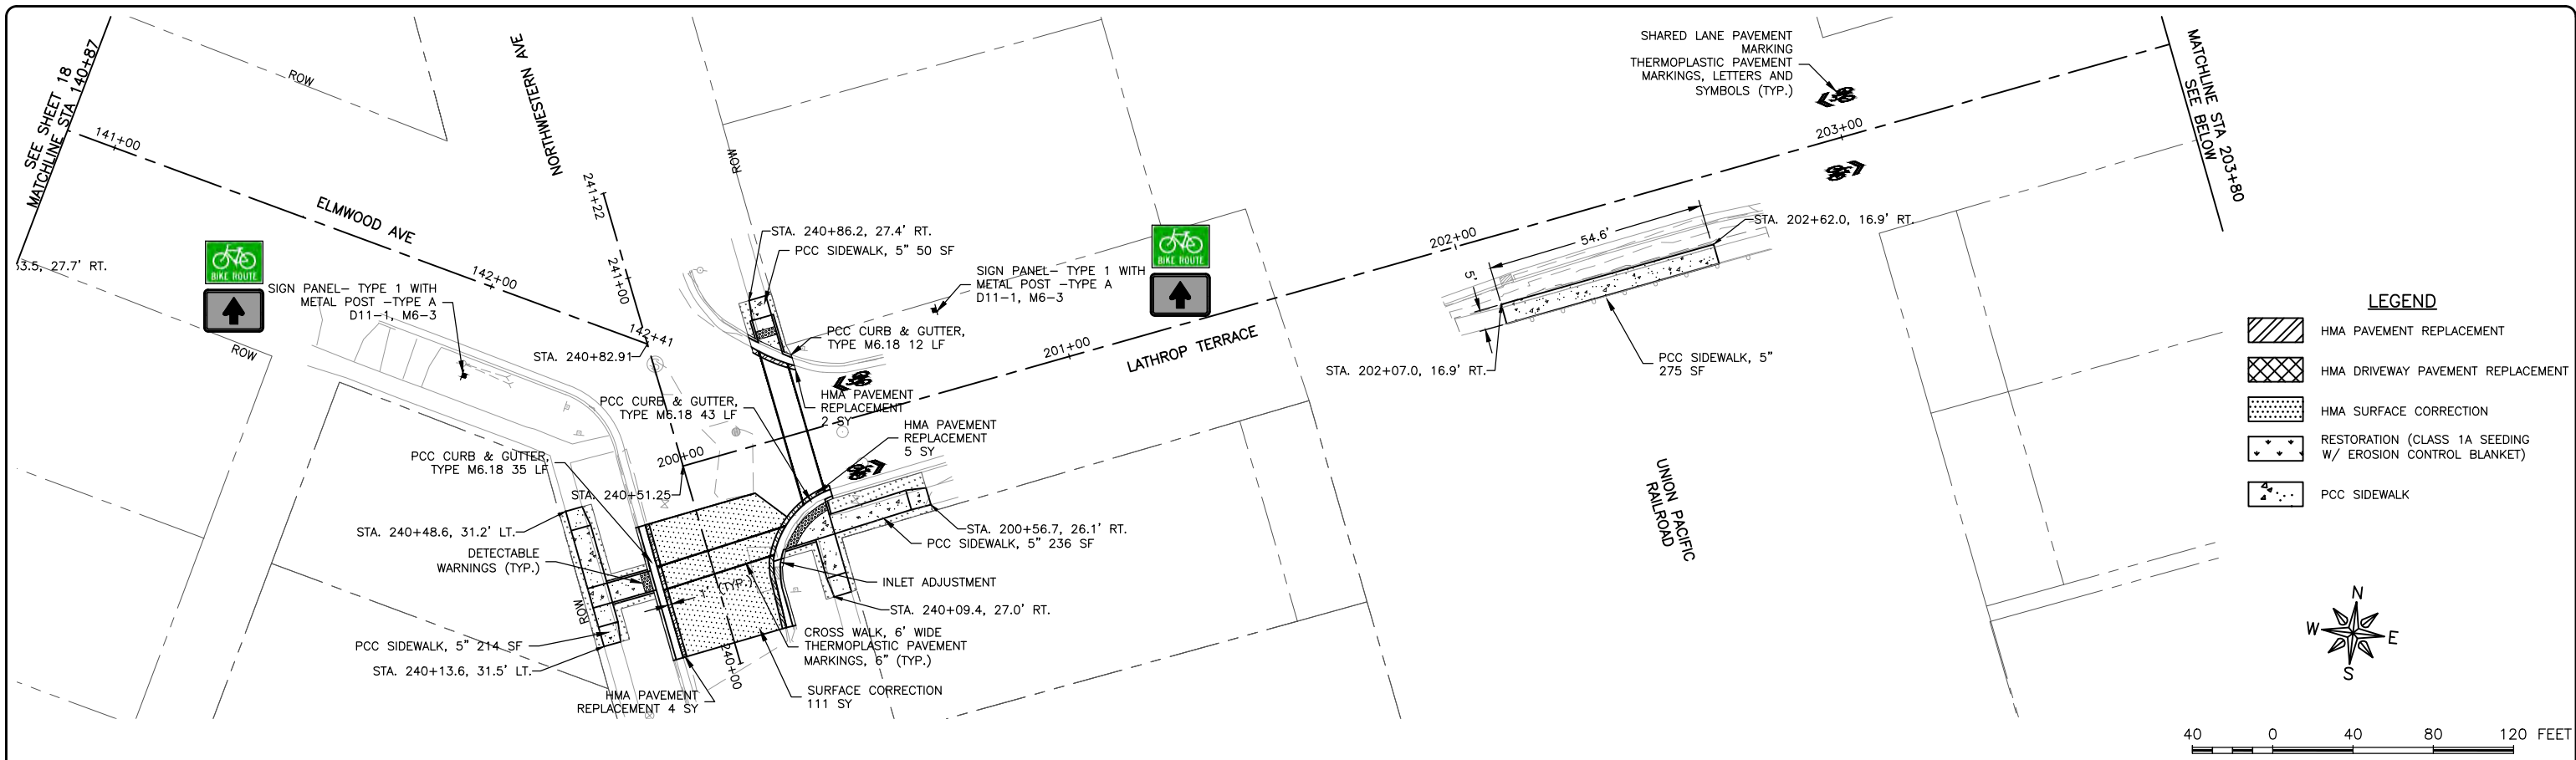 SEE SHEET 18
MATCHLINE STA 140+87
141+00
ROW
ELMWOOD AVE
NORTHWESTERN AVE
241+22
241+00
142+00
142+41
33.5, 27.7' RT.
BIKE ROUTE
SIGN PANEL- TYPE 1 WITH
METAL POST -TYPE A
D11-1, M6-3
ROW
STA. 240+82.91
ROW
STA. 240+86.2, 27.4' RT.
PCC SIDEWALK, 5" 50 SF
SIGN PANEL- TYPE 1 WITH
METAL POST -TYPE A
D11-1, M6-3
BIKE ROUTE
PCC CURB & GUTTER,
TYPE M6.18 12 LF
HMA PAVEMENT
REPLACEMENT
2 SY
PCC CURB & GUTTER,
TYPE M6.18 43 LF
HMA PAVEMENT
REPLACEMENT
5 SY
PCC CURB & GUTTER,
TYPE M6.18 35 LF
200+00
STA. 240+51.25
STA. 240+48.6, 31.2' LT.
DETECTABLE
WARNINGS (TYP.)
ROW
PCC SIDEWALK, 5" 214 SF
STA. 240+13.6, 31.5' LT.
HMA PAVEMENT
REPLACEMENT 4 SY
(TYP.)
240+00
STA. 200+56.7, 26.1' RT.
PCC SIDEWALK, 5" 236 SF
INLET ADJUSTMENT
STA. 240+09.4, 27.0' RT.
CROSS WALK, 6' WIDE
THERMOPLASTIC PAVEMENT
MARKINGS, 6" (TYP.)
SURFACE CORRECTION
111 SY
201+00
LATHROP TERRACE
202+00
203+00
SHARED LANE PAVEMENT
MARKING
THERMOPLASTIC PAVEMENT
MARKINGS, LETTERS AND
SYMBOLS (TYP.)
54.6'
5'
STA. 202+62.0, 16.9' RT.
STA. 202+07.0, 16.9' RT.
PCC SIDEWALK, 5"
275 SF
UNION PACIFIC
RAILROAD
MATCHLINE STA 203+80
SEE BELOW
LEGEND
HMA PAVEMENT REPLACEMENT
HMA DRIVEWAY PAVEMENT REPLACEMENT
HMA SURFACE CORRECTION
RESTORATION (CLASS 1A SEEDING
W/ EROSION CONTROL BLANKET)
PCC SIDEWALK
N
W E
S
40 0 40 80 120 FEET